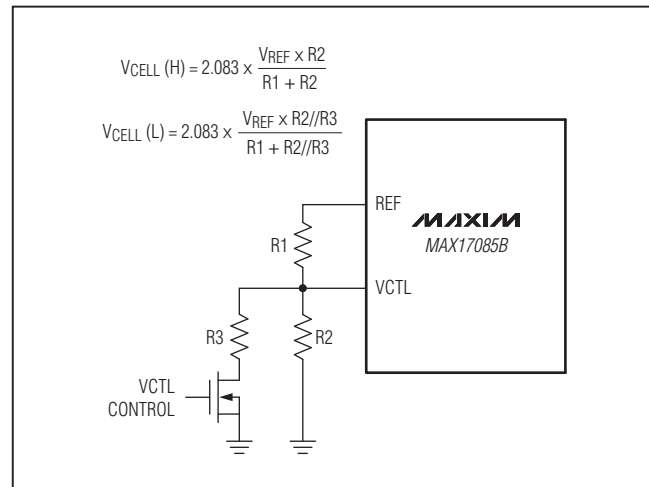 VCELL (H) = 2.083 x VREF x R2 / R1 + R2
VCELL (L) = 2.083 x VREF x R2//R3 / R1 + R2//R3
REF
MAXIM
MAX17085B
R1
VCTL
R3
R2
VCTL
CONTROL